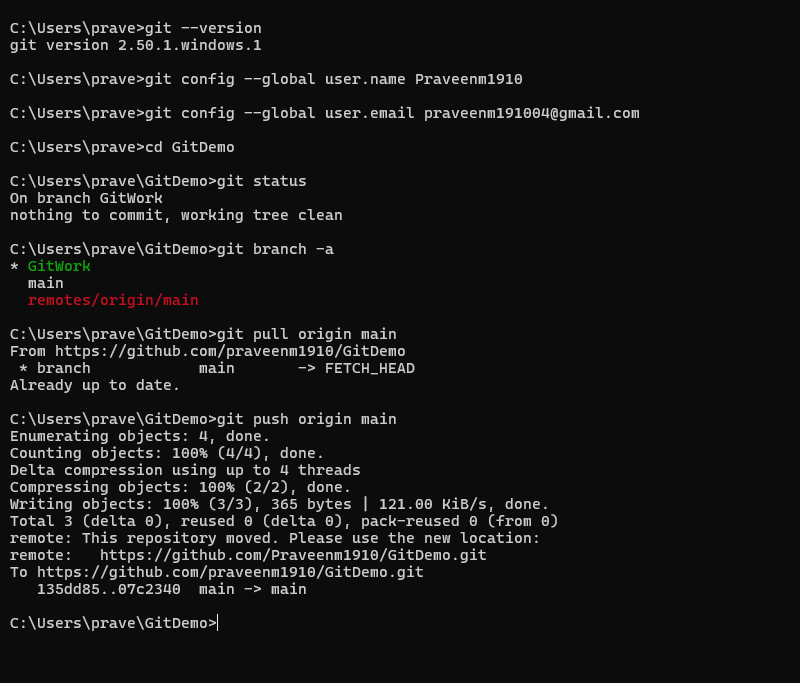 C:\Users\prave>git --version
git version 2.50.1.windows.1
C:\Users\prave>git config --global user.name Praveenm1910
C:\Users\prave>git config --global user.email praveenm191004@gmail.com
C:\Users\prave>cd GitDemo
C:\Users\prave\GitDemo>git status
On branch GitWork
nothing to commit, working tree clean
C:\Users\prave\GitDemo>git branch -a
* GitWork
  main
  remotes/origin/main
C:\Users\prave\GitDemo>git pull origin main
From https://github.com/praveenm1910/GitDemo
 * branch            main       -> FETCH_HEAD
Already up to date.
C:\Users\prave\GitDemo>git push origin main
Enumerating objects: 4, done.
Counting objects: 100% (4/4), done.
Delta compression using up to 4 threads
Compressing objects: 100% (2/2), done.
Writing objects: 100% (3/3), 365 bytes | 121.00 KiB/s, done.
Total 3 (delta 0), reused 0 (delta 0), pack-reused 0 (from 0)
remote: This repository moved. Please use the new location:
remote:   https://github.com/Praveenm1910/GitDemo.git
To https://github.com/praveenm1910/GitDemo.git
   135dd85..07c2340  main -> main
C:\Users\prave\GitDemo>